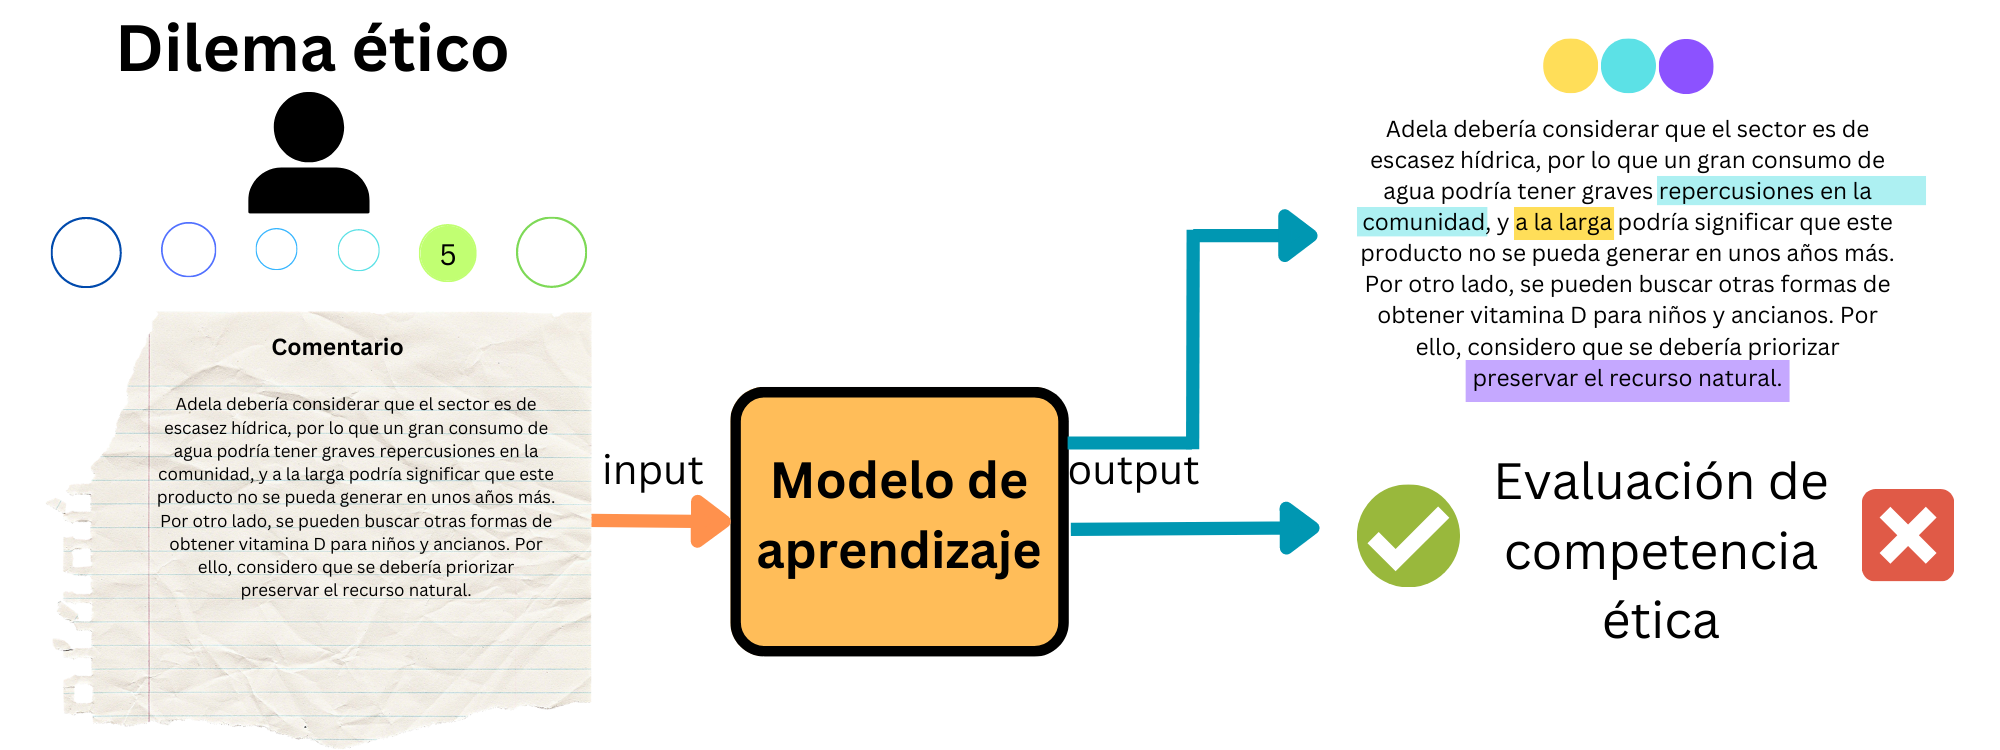 Dilema ético
5
Comentario
Adela debería considerar que el sector es de
escasez hídrica, por lo que un gran consumo de
agua podría tener graves repercusiones en la
comunidad, y a la larga podría significar que este
producto no se pueda generar en unos años más.
Por otro lado, se pueden buscar otras formas de
obtener vitamina D para niños y ancianos. Por
ello, considero que se debería priorizar
preservar el recurso natural.
input
Modelo de
aprendizaje
output
Adela debería considerar que el sector es de
escasez hídrica, por lo que un gran consumo de
agua podría tener graves repercusiones en la
comunidad, y a la larga podría significar que este
producto no se pueda generar en unos años más.
Por otro lado, se pueden buscar otras formas de
obtener vitamina D para niños y ancianos. Por
ello, considero que se debería priorizar
preservar el recurso natural.
Evaluación de
competencia
ética